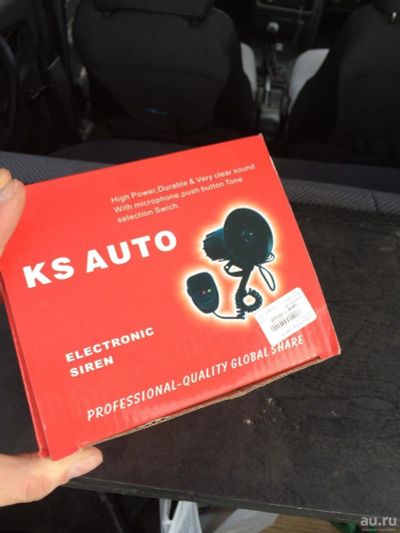 High Power,Durable & Very clear sound
With microphone,push button Tone
selection Swich.
KS AUTO
ELECTRONIC
SIREN
PROFESSIONAL-QUALITY GLOBAL SHARE
au.ru